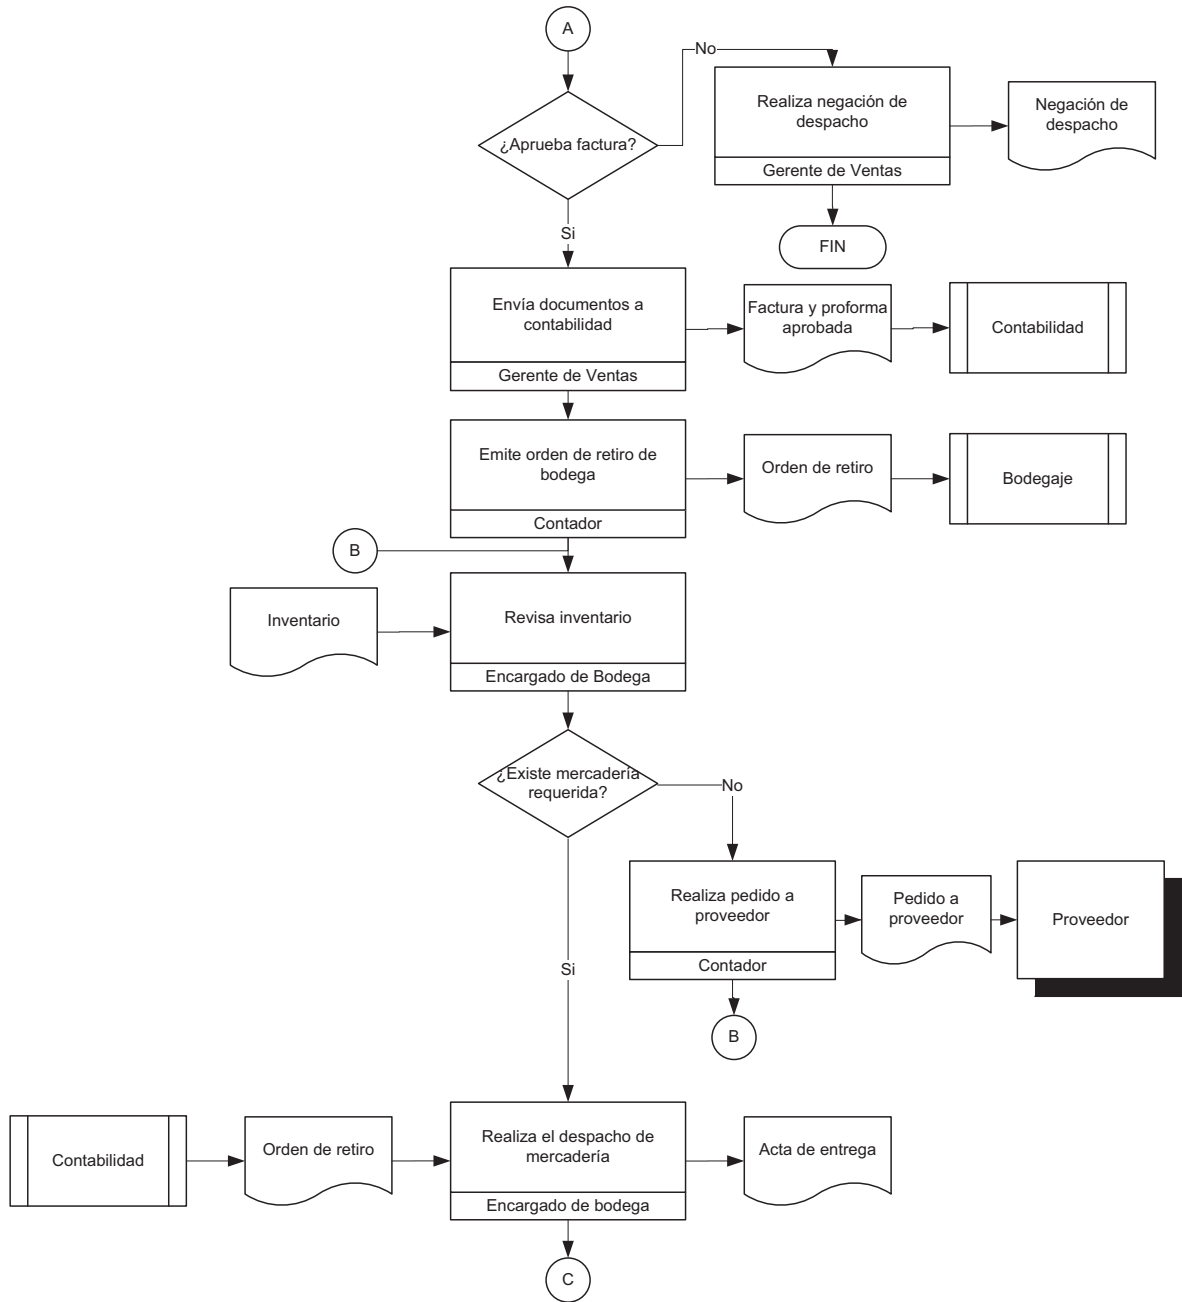 A
No
Realiza negación de
despacho
Gerente de Ventas
Negación de
despacho
¿Aprueba factura?
FIN
Si
Envía documentos a
contabilidad
Gerente de Ventas
Factura y proforma
aprobada
Contabilidad
Emite orden de retiro de
bodega
Contador
Orden de retiro
Bodegaje
B
Inventario
Revisa inventario
Encargado de Bodega
¿Existe mercadería
requerida?
No
Realiza pedido a
proveedor
Contador
Pedido a
proveedor
Proveedor
Si
B
Contabilidad
Orden de retiro
Realiza el despacho de
mercadería
Encargado de bodega
Acta de entrega
C